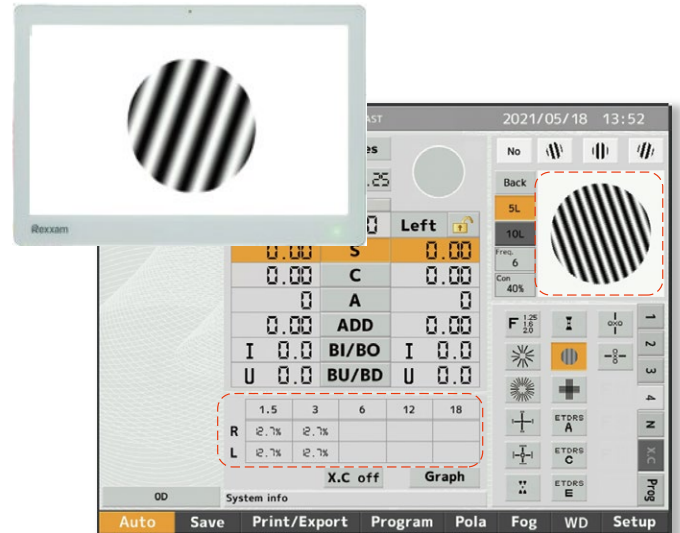 Rexxam
AST
2021/05/18 13:52
es
No
.25
Back
5L
10L
Freq.
6
Con
40%
0 Left
0.00 S 0.00
0.00 C 0.00
0 A 0
0.00 ADD 0.00
I 0.0 BI/BO I 0.0
U 0.0 BU/BD U 0.0
F 1.25 1.6 2.0
OXO
-8-
ETDRS
A
ETDRS
C
ETDRS
E
1
2
3
4
N
X.C
Prog
1.5 3 6 12 18
R 12.7% 12.7%
L 12.7% 12.7%
X.C off Graph
OD System info
Auto Save Print/Export Program Pola Fog WD Setup